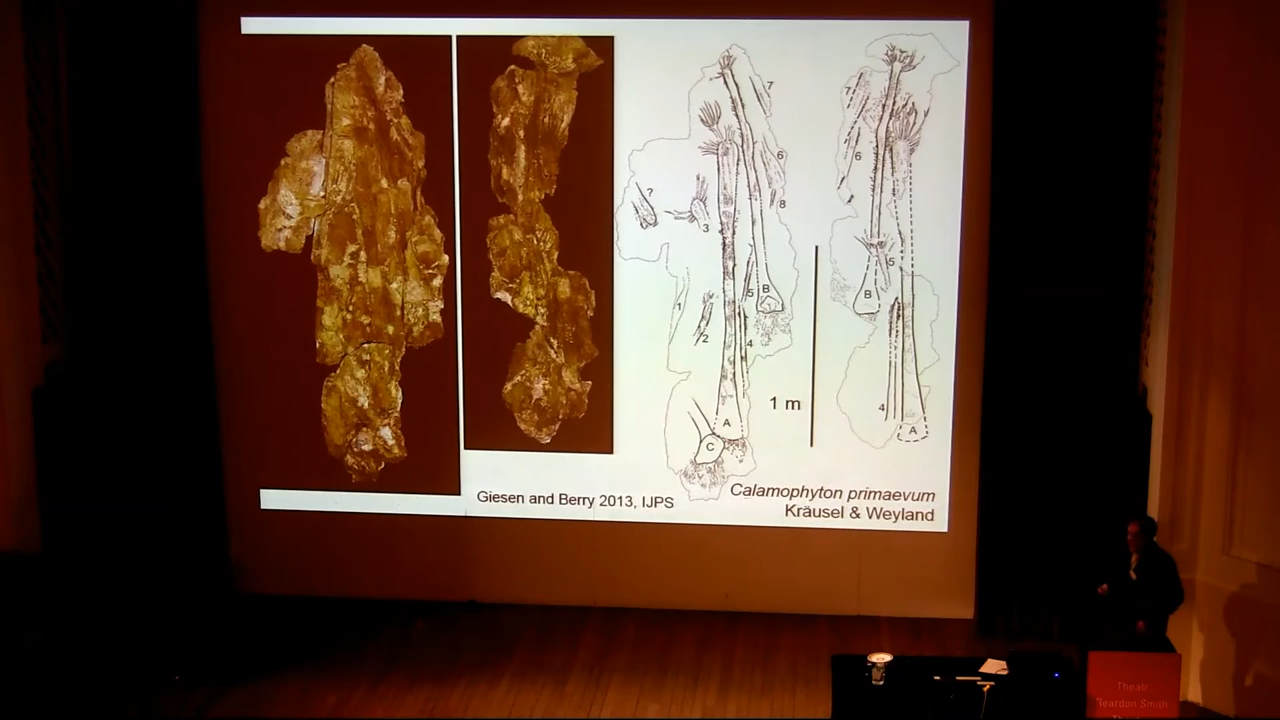 7
6
8
?
3
5
B
1
2
4
A
C
7
6
5
B
4
A
1 m
Giesen and Berry 2013, IJPS
Calamophyton primaevum
Kräusel & Weyland
Theatr
Reardon Smith